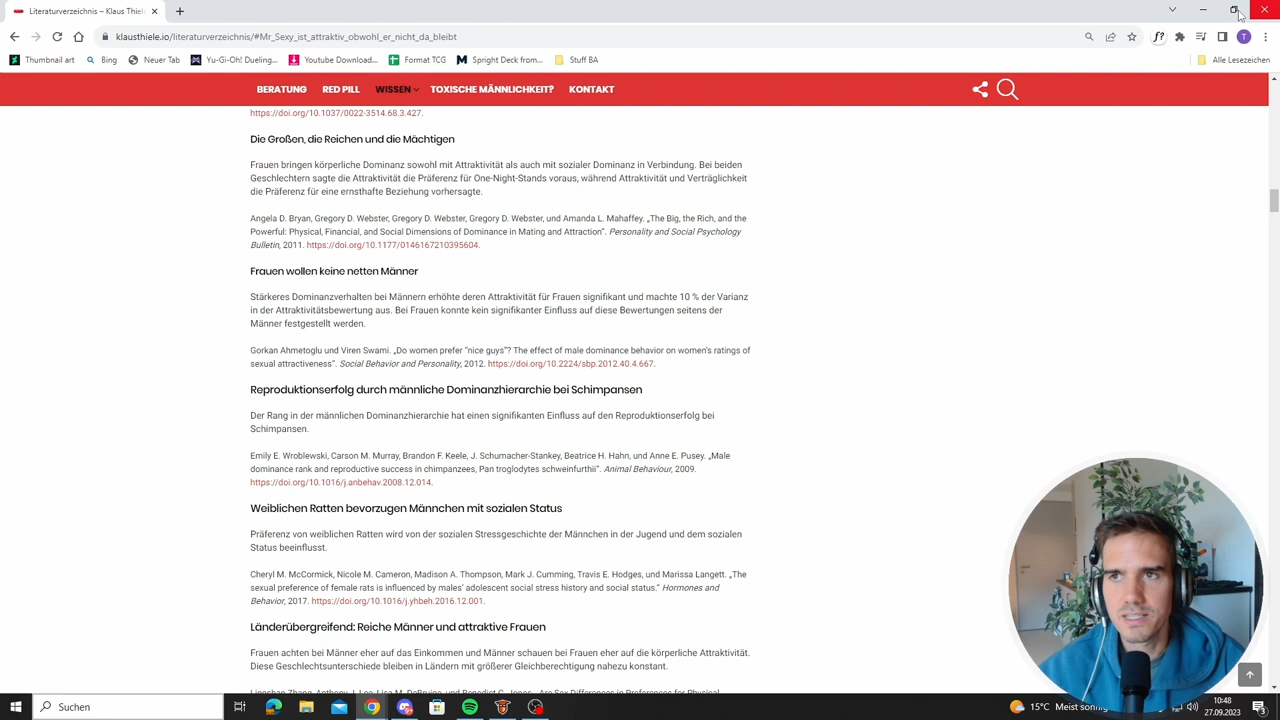 Literaturverzeichnis – Klaus Thiele
klausthiele.io/literaturverzeichnis/#Mr_Sexy_ist_attraktiv_obwohl_er_nicht_da_bleibt
Thumbnail art Bing Neuer Tab Yu-Gi-Oh! Dueling... Youtube Download... Format TCG Spright Deck from... Stuff BA Alle Lesezeichen
BERATUNG RED PILL WISSEN TOXISCHE MÄNNLICHKEIT? KONTAKT
https://doi.org/10.1037/0022-3514.68.3.427.
Die Großen, die Reichen und die Mächtigen
Frauen bringen körperliche Dominanz sowohl mit Attraktivität als auch mit sozialer Dominanz in Verbindung. Bei beiden
Geschlechtern sagte die Attraktivität die Präferenz für One-Night-Stands voraus, während Attraktivität und Verträglichkeit
die Präferenz für eine ernsthafte Beziehung vorhersagte.
Angela D. Bryan, Gregory D. Webster, Gregory D. Webster, Gregory D. Webster, und Amanda L. Mahaffey. „The Big, the Rich, and the
Powerful: Physical, Financial, and Social Dimensions of Dominance in Mating and Attraction“. Personality and Social Psychology
Bulletin, 2011. https://doi.org/10.1177/0146167210395604.
Frauen wollen keine netten Männer
Stärkeres Dominanzverhalten bei Männern erhöhte deren Attraktivität für Frauen signifikant und machte 10 % der Varianz
in der Attraktivitätsbewertung aus. Bei Frauen konnte kein signifikanter Einfluss auf diese Bewertungen seitens der
Männer festgestellt werden.
Gorkan Ahmetoglu und Viren Swami. „Do women prefer “nice guys”? The effect of male dominance behavior on women’s ratings of
sexual attractiveness“. Social Behavior and Personality, 2012. https://doi.org/10.2224/sbp.2012.40.4.667.
Reproduktionserfolg durch männliche Dominanzhierarchie bei Schimpansen
Der Rang in der männlichen Dominanzhierarchie hat einen signifikanten Einfluss auf den Reproduktionserfolg bei
Schimpansen.
Emily E. Wroblewski, Carson M. Murray, Brandon F. Keele, J. Schumacher-Stankey, Beatrice H. Hahn, und Anne E. Pusey. „Male
dominance rank and reproductive success in chimpanzees, Pan troglodytes schweinfurthii“. Animal Behaviour, 2009.
https://doi.org/10.1016/j.anbehav.2008.12.014.
Weiblichen Ratten bevorzugen Männchen mit sozialen Status
Präferenz von weiblichen Ratten wird von der sozialen Stressgeschichte der Männchen in der Jugend und dem sozialen
Status beeinflusst.
Cheryl M. McCormick, Nicole M. Cameron, Madison A. Thompson, Mark J. Cumming, Travis E. Hodges, und Marissa Langett. „The
sexual preference of female rats is influenced by males’ adolescent social stress history and social status.“ Hormones and
Behavior, 2017. https://doi.org/10.1016/j.yhbeh.2016.12.001.
Länderübergreifend: Reiche Männer und attraktive Frauen
Frauen achten bei Männer eher auf das Einkommen und Männer schauen bei Frauen eher auf die körperliche Attraktivität.
Diese Geschlechtsunterschiede bleiben in Ländern mit größerer Gleichberechtigung nahezu konstant.
Suchen
15°C Meist sonnig
10:48
27.09.2023